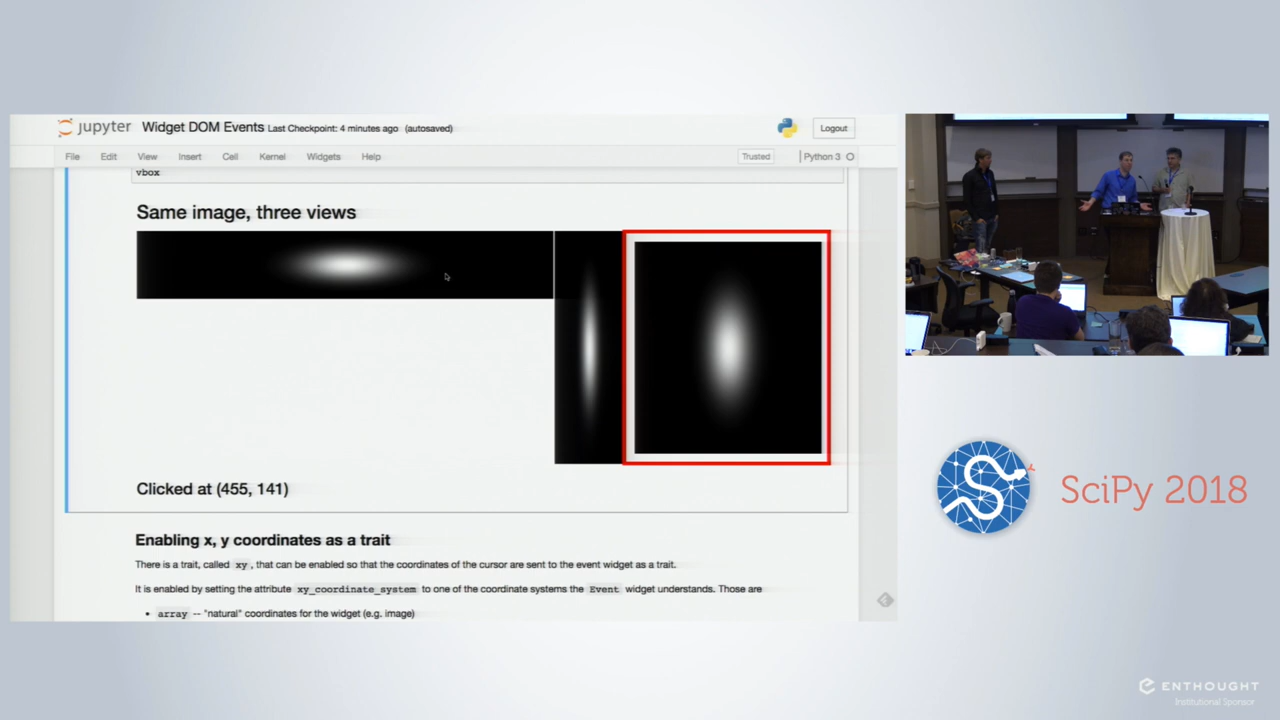 jupyter Widget DOM Events Last Checkpoint: 4 minutes ago (autosaved) Logout
File Edit View Insert Cell Kernel Widgets Help Trusted Python 3
vbox
Same image, three views
Clicked at (455, 141)
Enabling x, y coordinates as a trait
There is a trait, called xy, that can be enabled so that the coordinates of the cursor are sent to the event widget as a trait.
It is enabled by setting the attribute xy_coordinate_system to one of the coordinate systems the Event widget understands. Those are
• array -- "natural" coordinates for the widget (e.g. image)
SciPy 2018
ENTHOUGHT
Institutional Sponsor